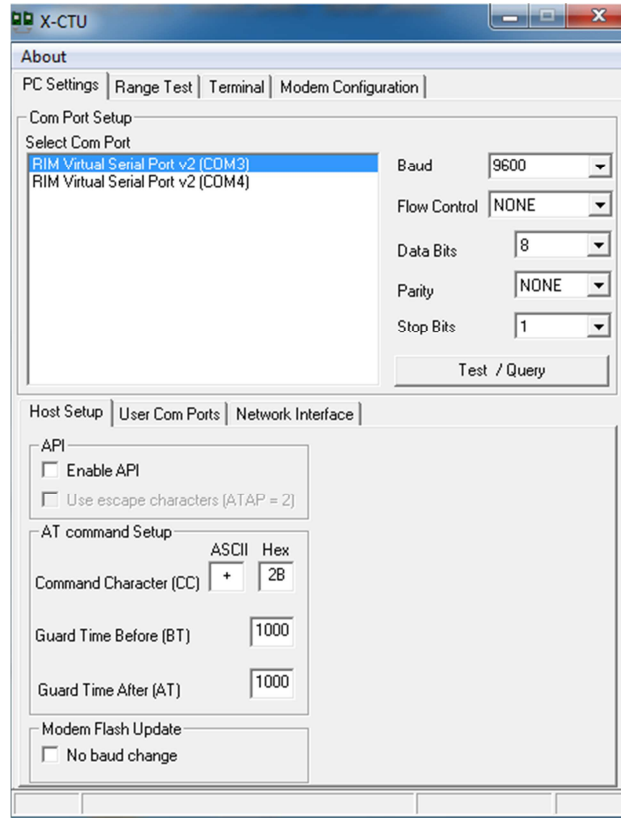 X-CTU
About
PC Settings Range Test Terminal Modem Configuration
Com Port Setup
Select Com Port
RIM Virtual Serial Port v2 (COM3)
RIM Virtual Serial Port v2 (COM4)
Baud 9600
Flow Control NONE
Data Bits 8
Parity NONE
Stop Bits 1
Test / Query
Host Setup User Com Ports Network Interface
API
Enable API
Use escape characters (ATAP = 2)
AT command Setup
ASCII Hex
Command Character (CC) + 2B
Guard Time Before (BT) 1000
Guard Time After (AT) 1000
Modem Flash Update
No baud change